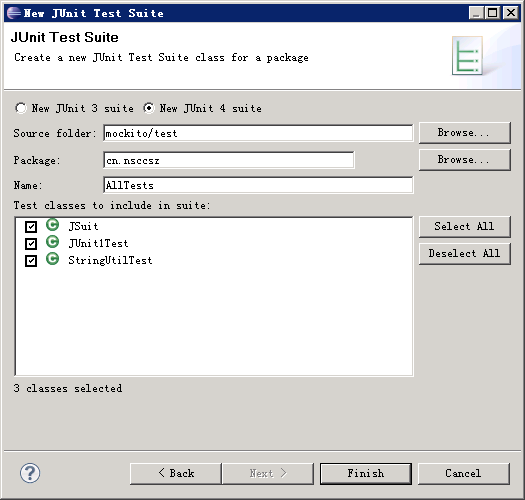 New JUnit Test Suite
JUnit Test Suite
Create a new JUnit Test Suite class for a package
New JUnit 3 suite New JUnit 4 suite
Source folder: mockito/test Browse...
Package: cn.nsccsz Browse...
Name: AllTests
Test classes to include in suite:
JSuit Select All
JUnit1Test
StringUtilTest Deselect All
3 classes selected
? < Back Next > Finish Cancel